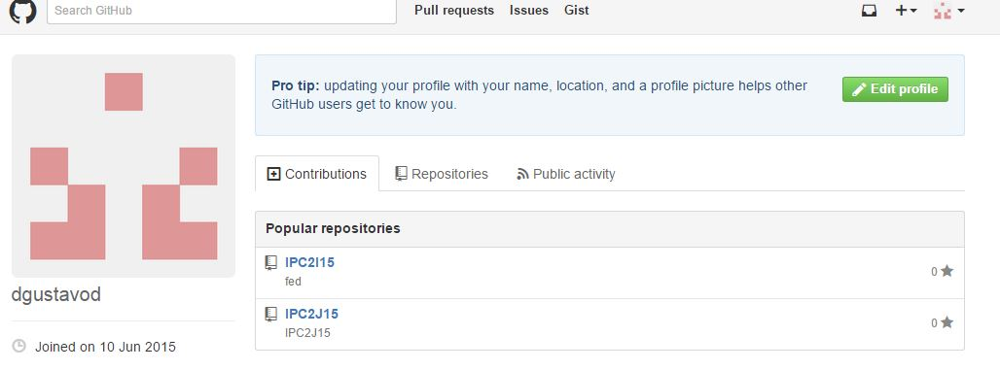 Search GitHub
Pull requests Issues Gist
Pro tip: updating your profile with your name, location, and a profile picture helps other
GitHub users get to know you.
Edit profile
Contributions Repositories Public activity
Popular repositories
IPC2I15
fed
0
IPC2J15
IPC2J15
0
dgustavod
Joined on 10 Jun 2015